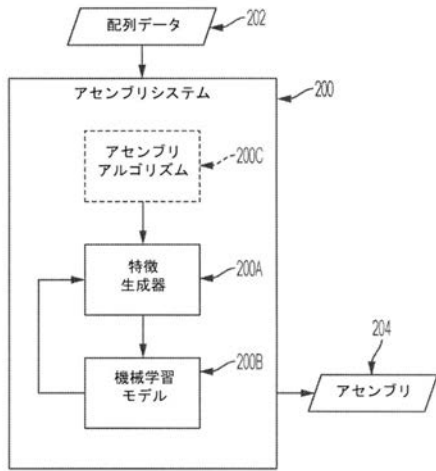 配列データ
202
アセンブリシステム
200
アセンブリ
アルゴリズム
200C
特徴
生成器
200A
機械学習
モデル
200B
204
アセンブリ